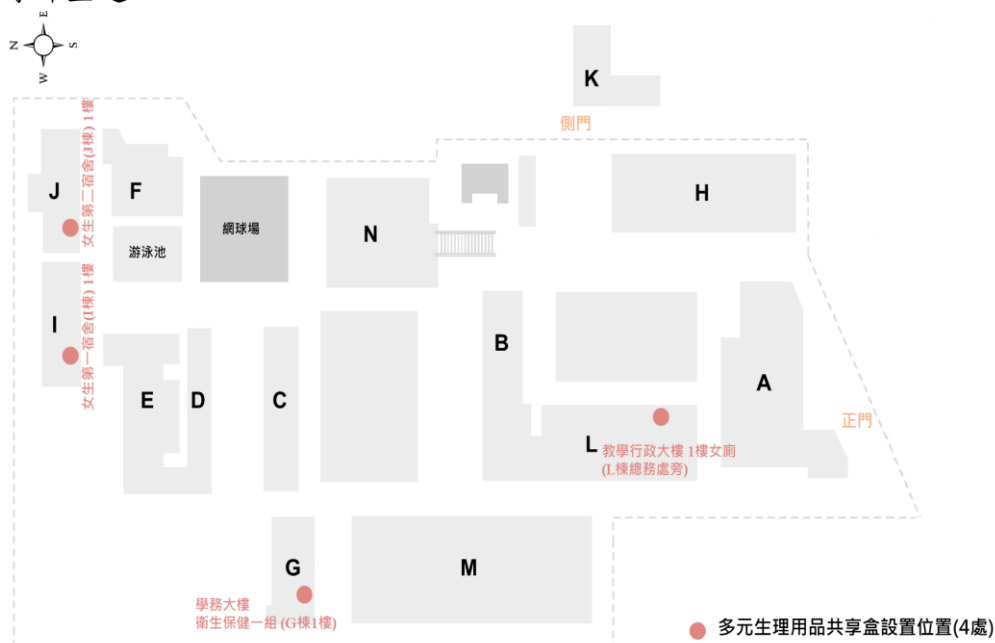 E
N
S
W
K
側門
女生第二宿舍(J棟) 1樓
J
F
網球場
N
H
游泳池
女生第一宿舍(I棟) 1樓
I
B
A
E
D
C
正門
L
教學行政大樓 1樓女廁
(L棟總務處旁)
G
M
學務大樓
衛生保健一組 (G棟1樓)
多元生理用品共享盒設置位置(4處)